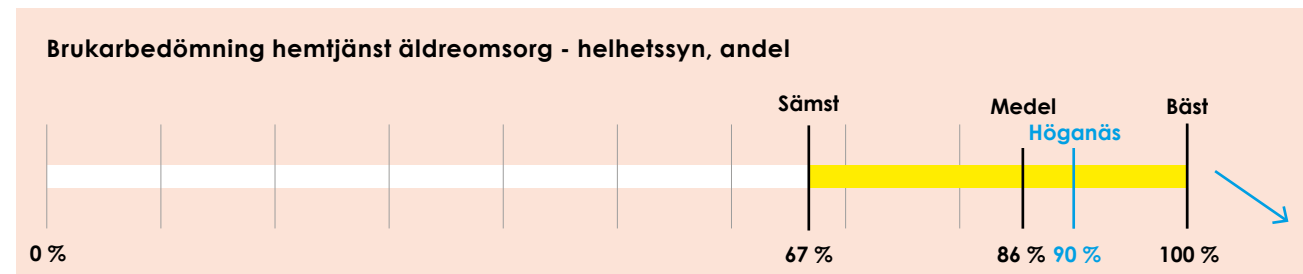 Brukarbedömning hemtjänst äldreomsorg - helhetssyn, andel
Sämst
Medel
Bäst
Höganäs
0 %
67 %
86 %
90 %
100 %